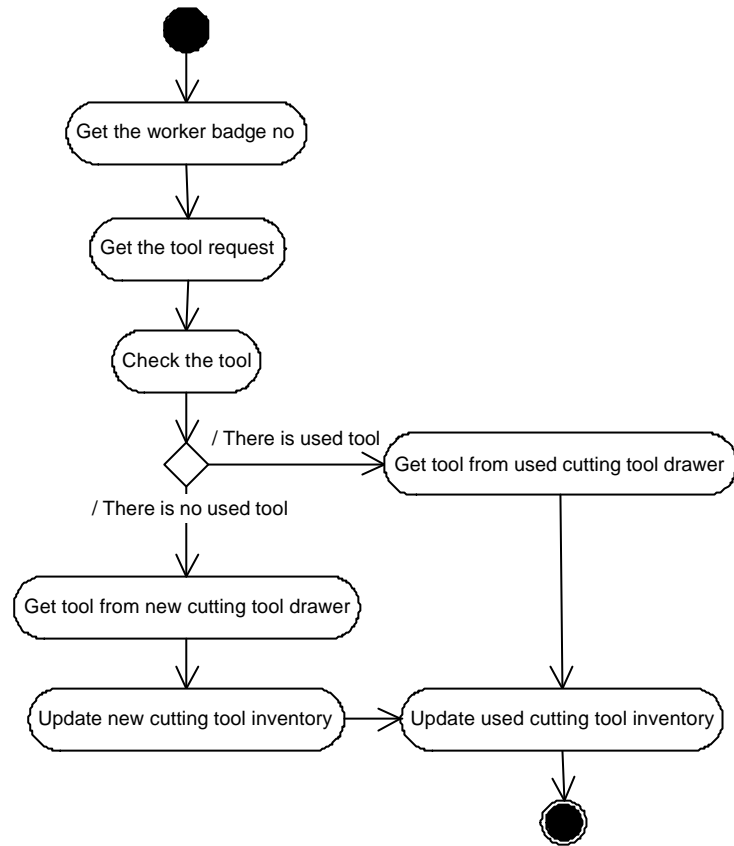 Get the worker badge no
Get the tool request
Check the tool
/ There is used tool
Get tool from used cutting tool drawer
/ There is no used tool
Get tool from new cutting tool drawer
Update new cutting tool inventory
Update used cutting tool inventory